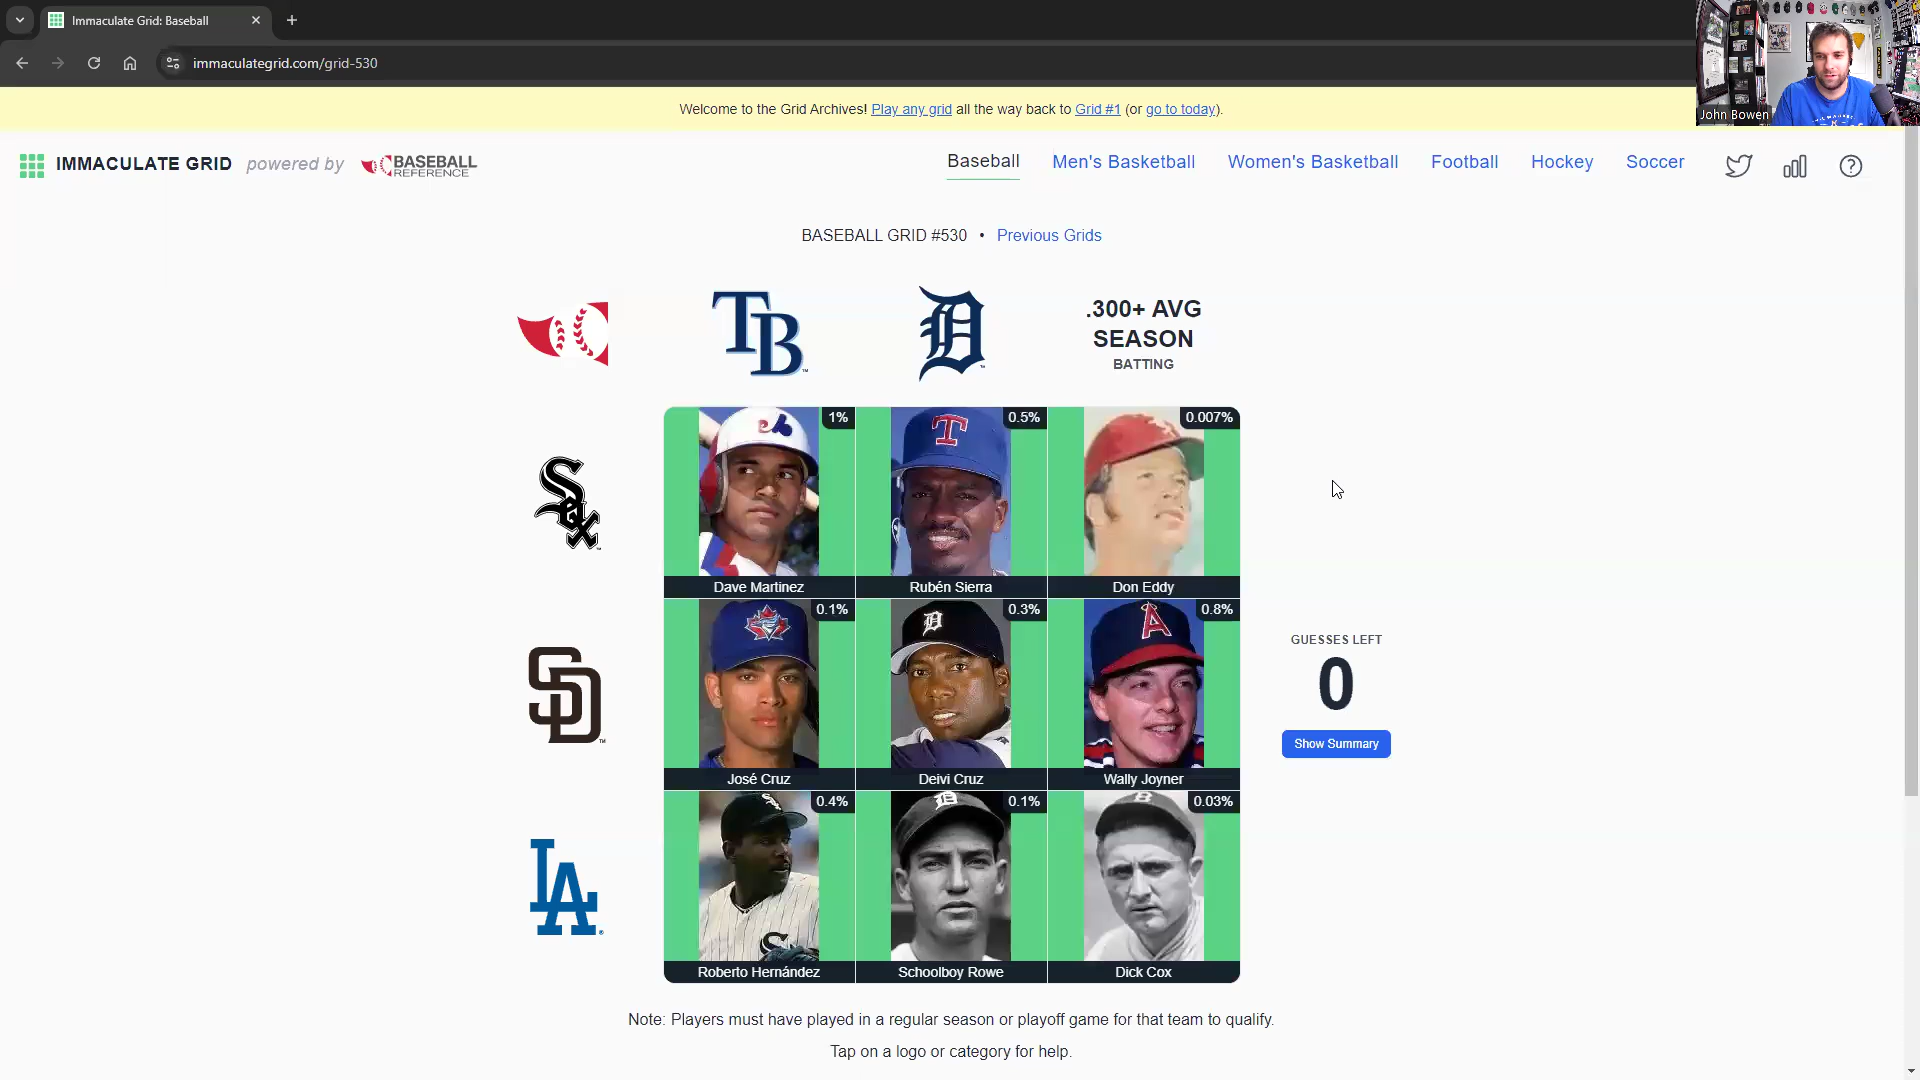 Immaculate Grid: Baseball
immaculategrid.com/grid-530
John Bowen
Welcome to the Grid Archives! Play any grid all the way back to Grid #1 (or go to today).
IMMACULATE GRID powered by BASEBALL REFERENCE
Baseball Men's Basketball Women's Basketball Football Hockey Soccer
BASEBALL GRID #530 • Previous Grids
TB D .300+ AVG
SEASON
BATTING
Sox
1% 0.5% 0.007%
Dave Martinez Rubén Sierra Don Eddy
SD
0.1% 0.3% 0.8%
José Cruz Deivi Cruz Wally Joyner
GUESSES LEFT
0
Show Summary
LA
0.4% 0.1% 0.03%
Roberto Hernández Schoolboy Rowe Dick Cox
Note: Players must have played in a regular season or playoff game for that team to qualify.
Tap on a logo or category for help.